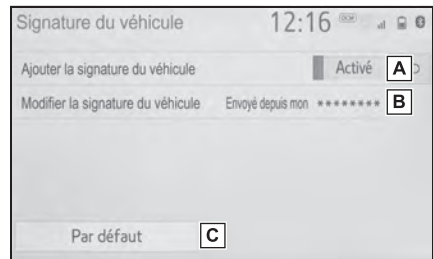 Signature du véhicule 12:16 DCM
Ajouter la signature du véhicule Activé A
Modifier la signature du véhicule Envoyé depuis mon ******** B
Par défaut C